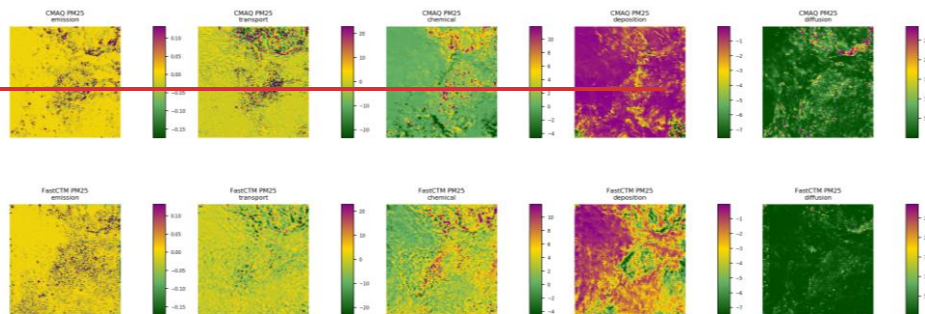 CMAQ PM25
emission
CMAQ PM25
transport
CMAQ PM25
chemical
CMAQ PM25
deposition
CMAQ PM25
diffusion
0.10
0.05
0.00
−0.05
−0.10
−0.15
20
10
0
−10
−20
10
8
6
4
2
0
−2
−4
−1
−2
−3
−4
−5
−6
−7
FastCTM PM25
emission
FastCTM PM25
transport
FastCTM PM25
chemical
FastCTM PM25
deposition
FastCTM PM25
diffusion
0.10
0.05
0.00
−0.05
−0.10
−0.15
20
10
0
−10
−20
10
8
6
4
2
0
−2
−4
−1
−2
−3
−4
−5
−6
−7